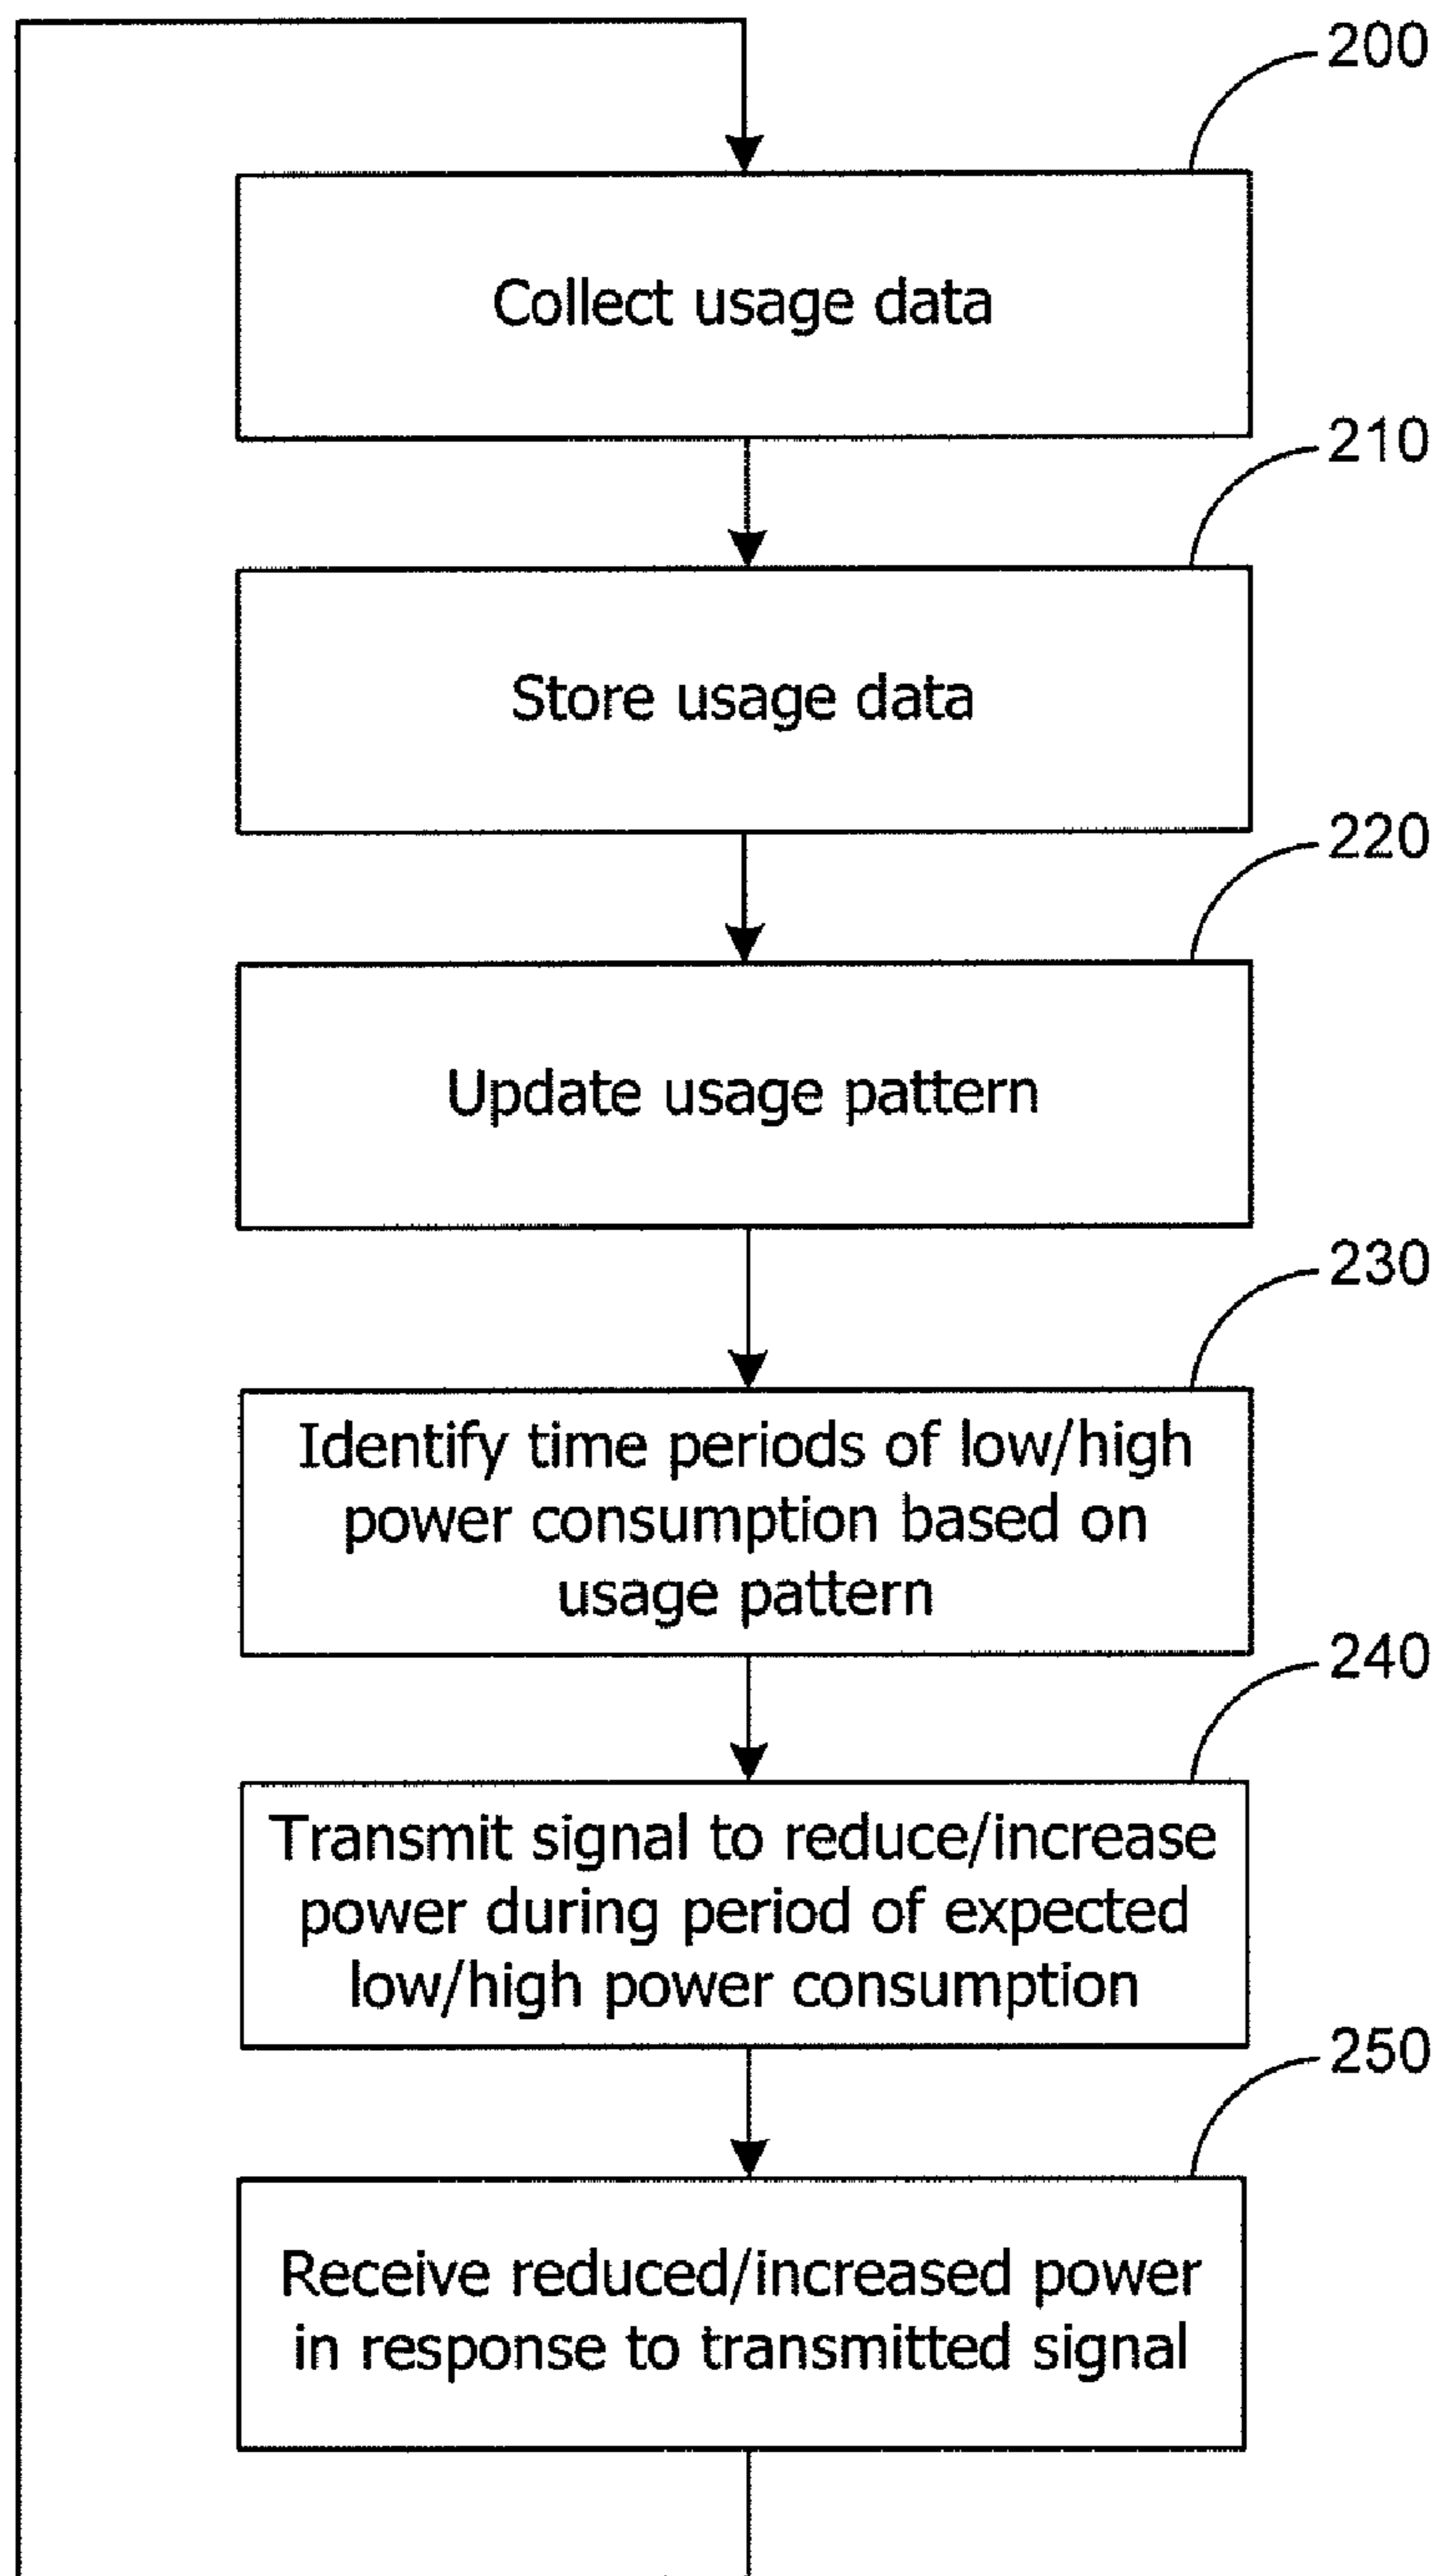 200
Collect usage data
210
Store usage data
220
Update usage pattern
230
Identify time periods of low/high
power consumption based on
usage pattern
240
Transmit signal to reduce/increase
power during period of expected
low/high power consumption
250
Receive reduced/increased power
in response to transmitted signal